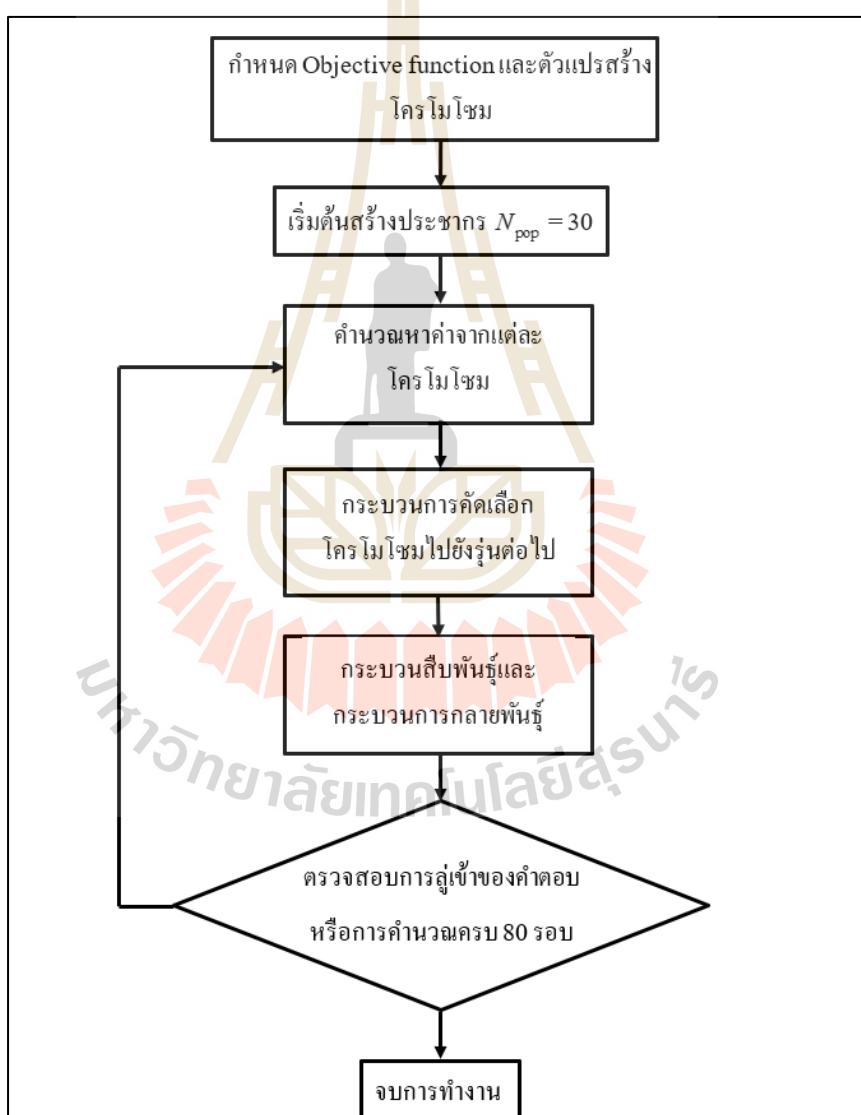 กำหนด Objective function และตัวแปรสร้าง
โครโมโซม
เริ่มต้นสร้างประชากร N_pop = 30
คำนวณหาค่าจากแต่ละ
โครโมโซม
กระบวนการคัดเลือก
โครโมโซมไปยังรุ่นต่อไป
กระบวนสืบพันธุ์และ
กระบวนการกลายพันธุ์
มหาวิทยาลัยเทคโนโลยีสุรนารี
ตรวจสอบการลู่เข้าของคำตอบ
หรือการคำนวณครบ 80 รอบ
จบการทำงาน